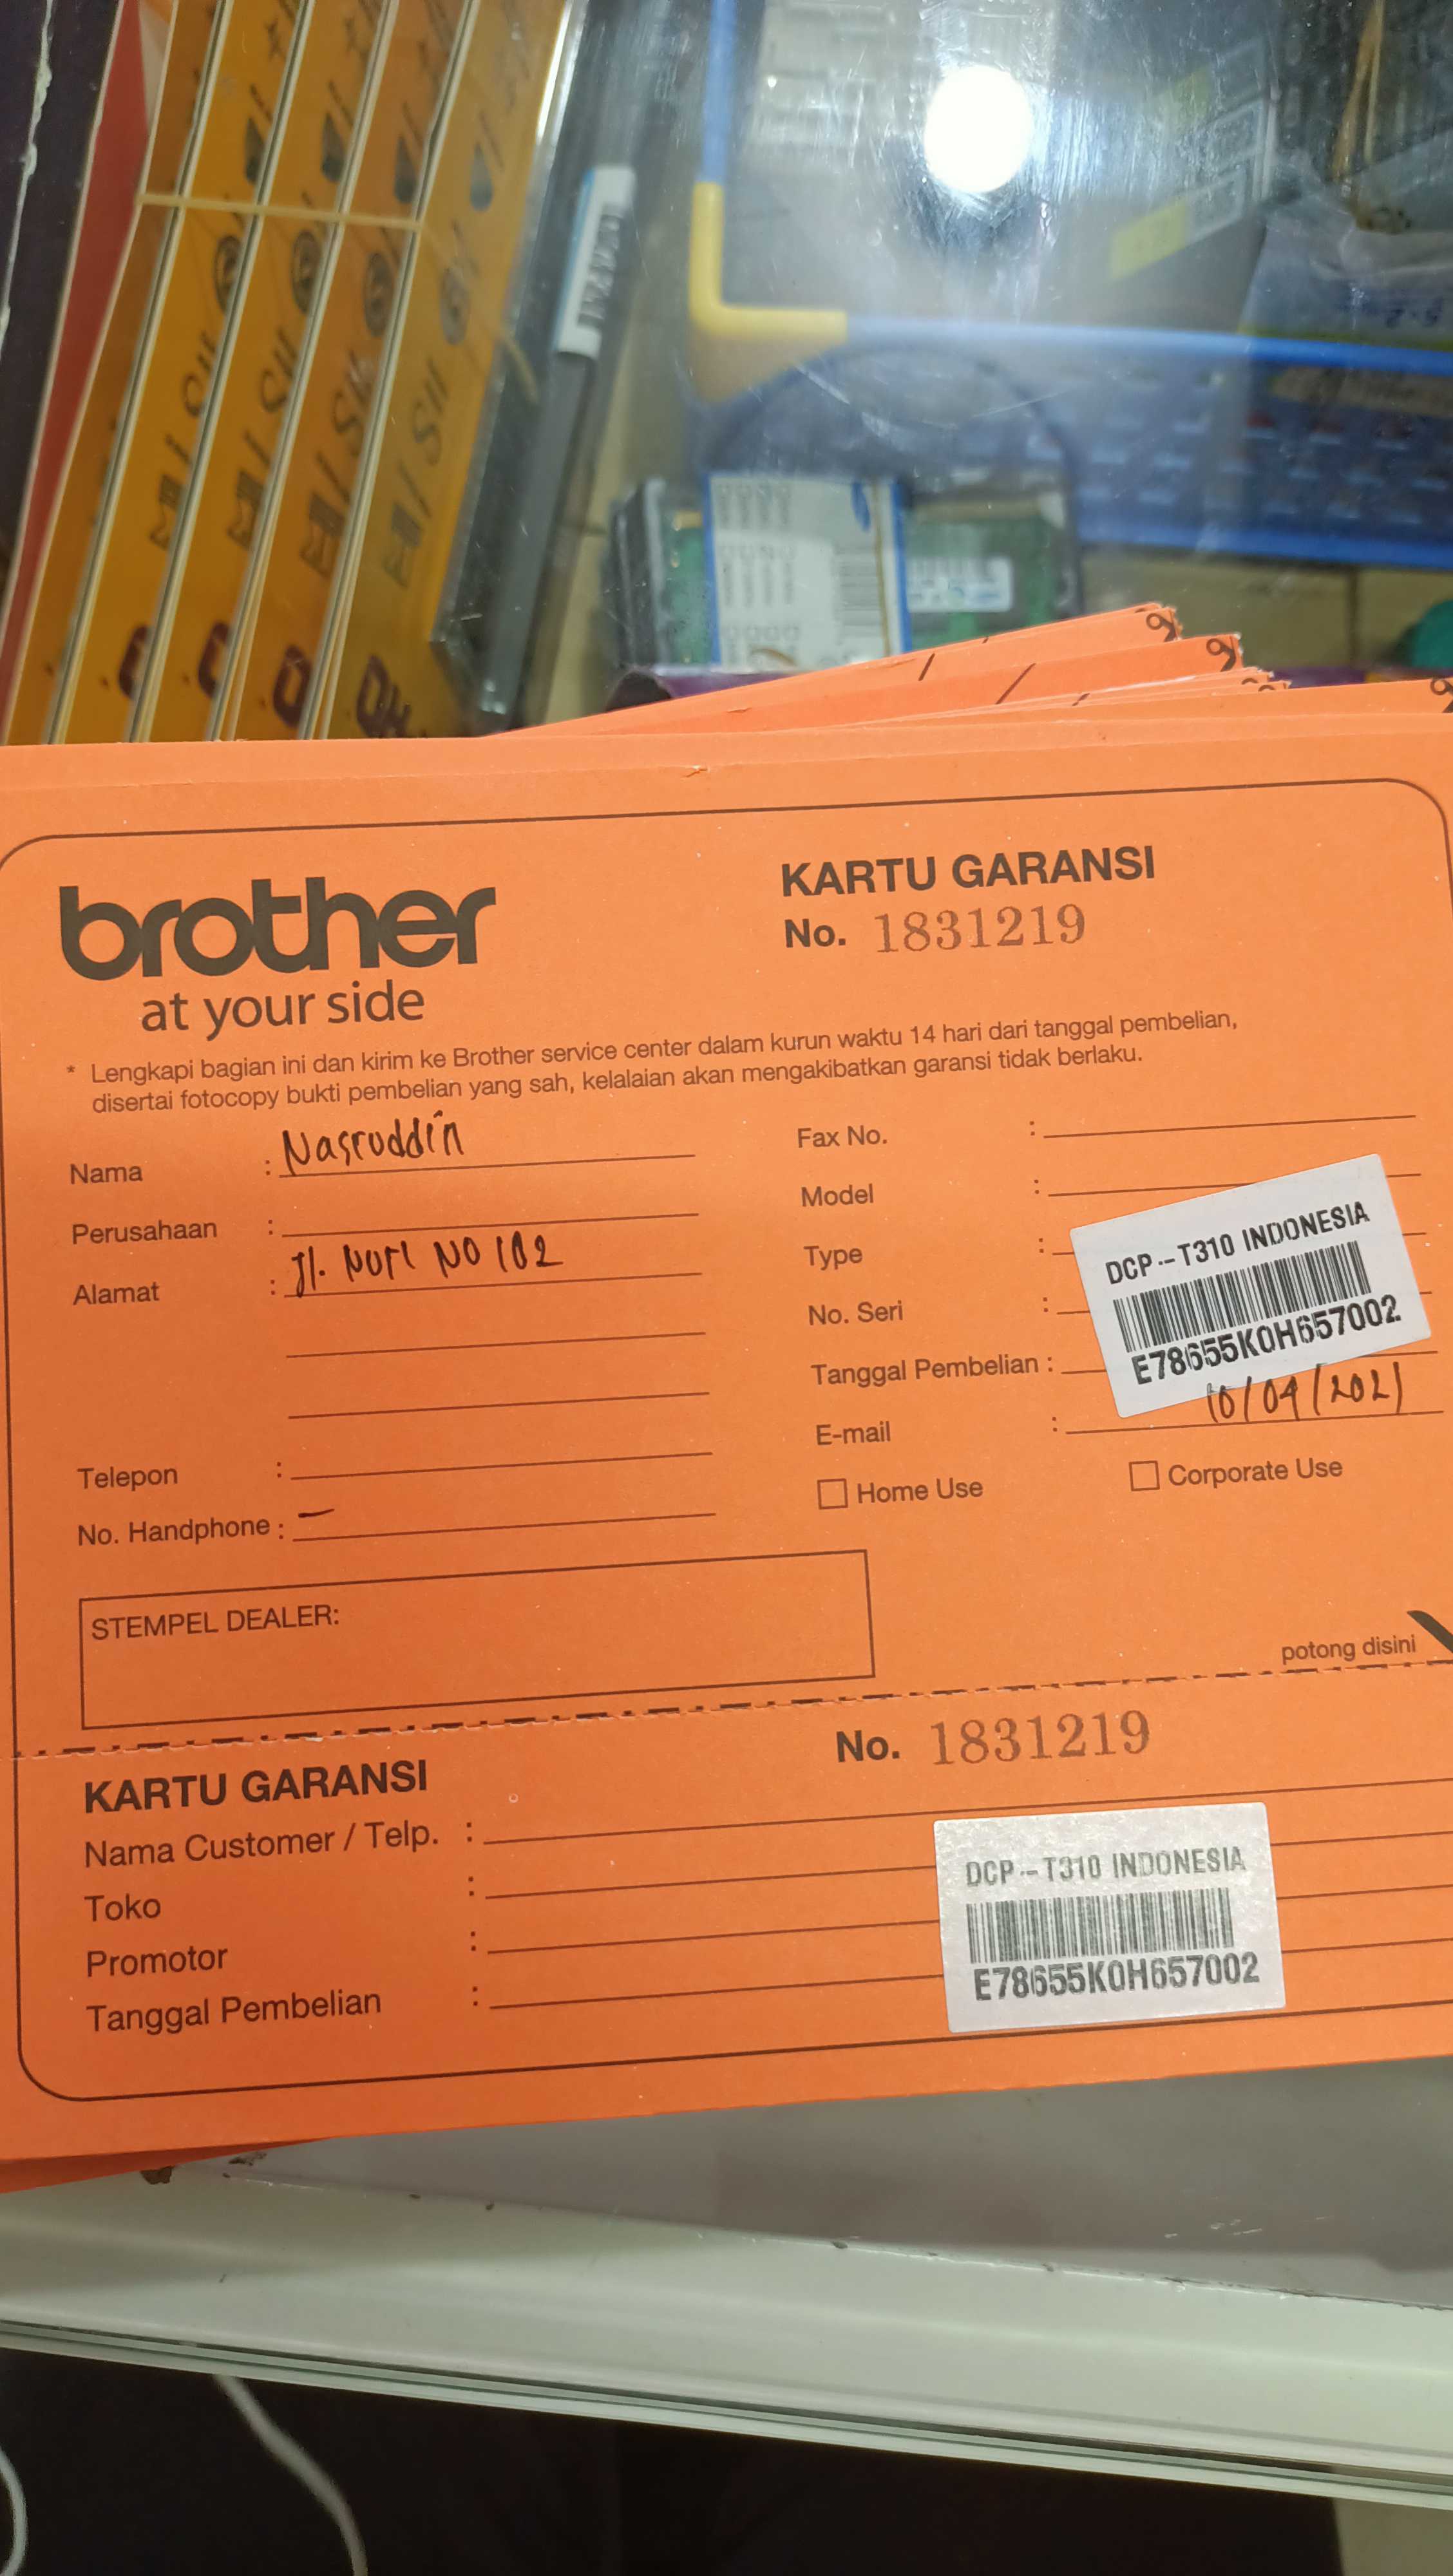 brother
at your side
KARTU GARANSI
No. 1831219
* Lengkapi bagian ini dan kirim ke Brother service center dalam kurun waktu 14 hari dari tanggal pembelian,
disertai fotocopy bukti pembelian yang sah, kelalaian akan mengakibatkan garansi tidak berlaku.
Nama : Nasruddin
Perusahaan :
Alamat : Jl. Nuri NO 102
Telepon :
No. Handphone : –
Fax No. :
Model :
Type :
No. Seri :
Tanggal Pembelian :
E-mail :
DCP-T310 INDONESIA
E78655K0H657002
10/04/2021
Home Use
Corporate Use
STEMPEL DEALER:
potong disini
KARTU GARANSI
No. 1831219
Nama Customer / Telp. :
Toko :
Promotor :
Tanggal Pembelian :
DCP-T310 INDONESIA
E78655K0H657002